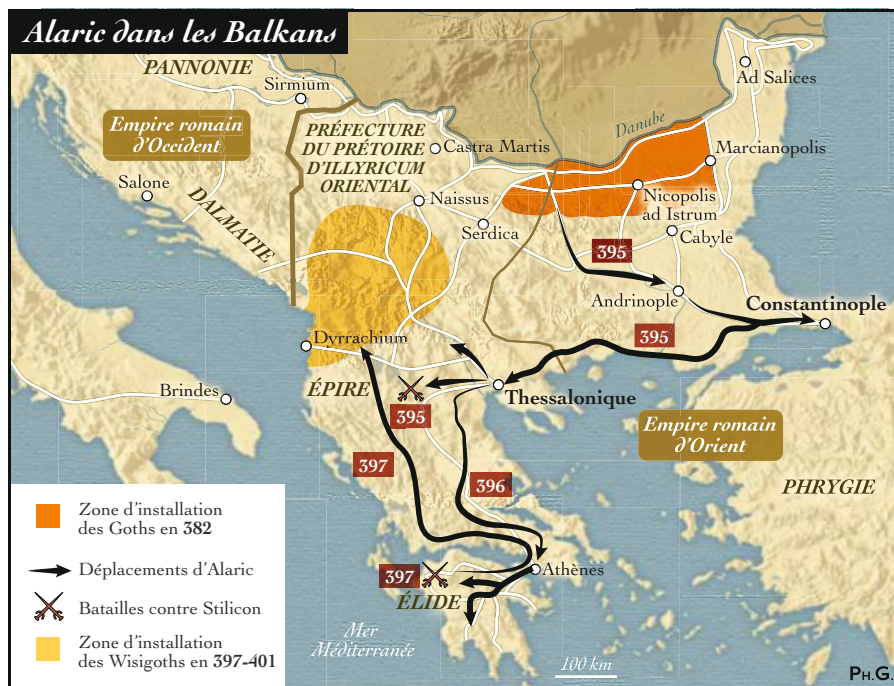 Alaric dans les Balkans
PANNONIE
Sirmium
Ad Salices
Empire romain
d'Occident
PRÉFECTURE
DU PRÉTOIRE
D'ILLYRICUM
ORIENTAL
Castra Martis
Danube
Marcianopolis
Salone
DALMATIE
Naissus
Nicopolis
ad Istrum
Serdica
Cabyle
395
Andrinople
Constantinople
395
Dyrrachium
Brindes
ÉPIRE
395
Thessalonique
Empire romain
d'Orient
397
396
PHRYGIE
Zone d'installation
des Goths en 382
Déplacements d'Alaric
Batailles contre Stilicon
Zone d'installation
des Wisigoths en 397-401
397
Athènes
ÉLIDE
Mer
Méditerranée
100 km
PH.G